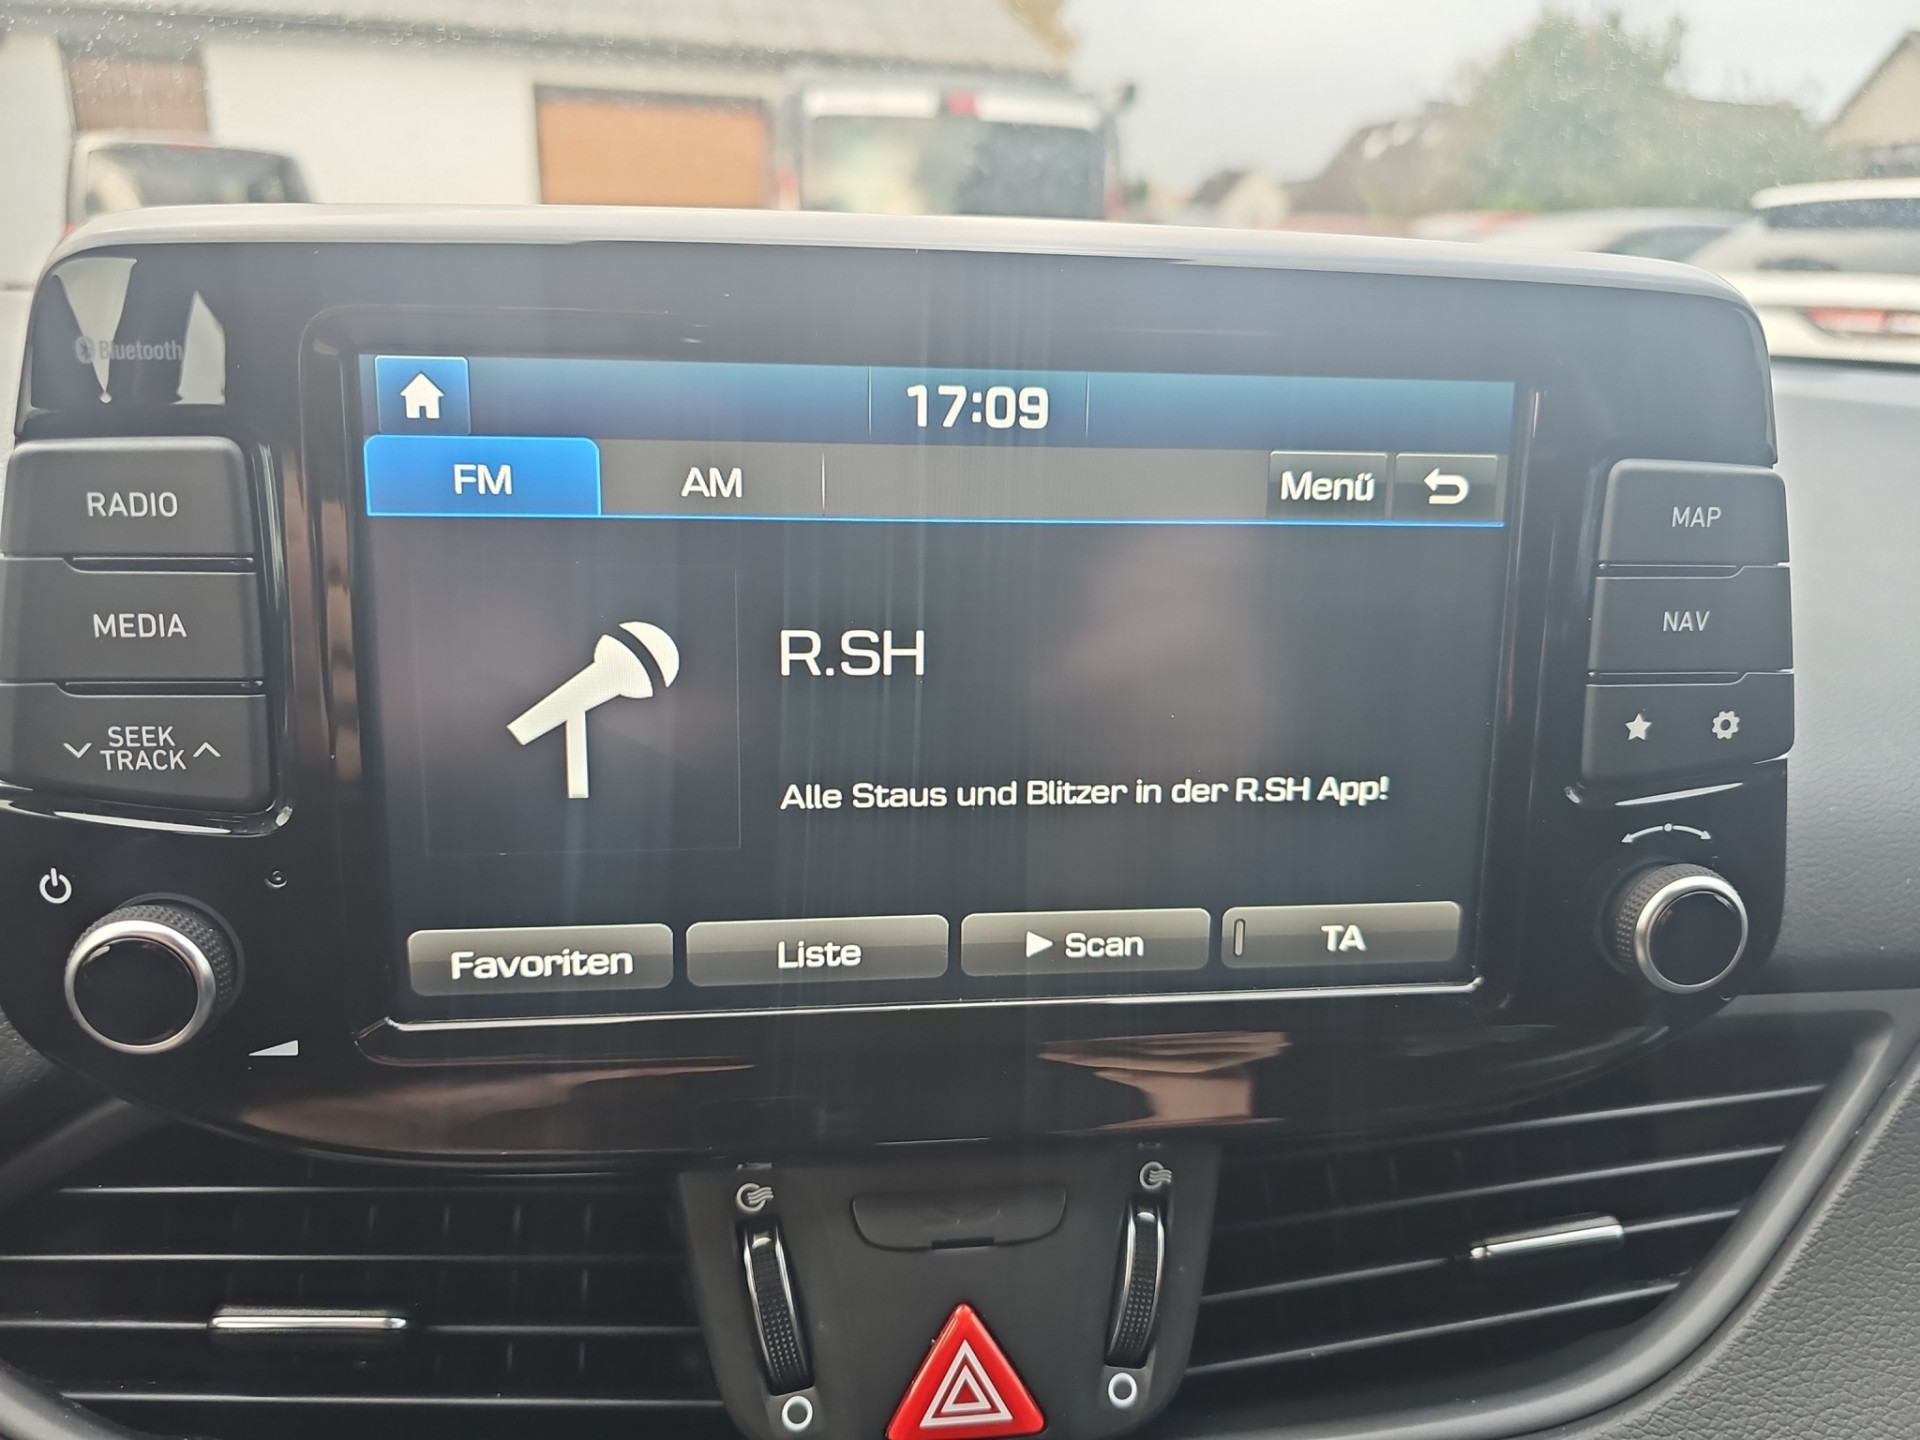 Bluetooth
17:09
FM
AM
Menü
RADIO
MEDIA
SEEK
TRACK
MAP
NAV
R.SH
Alle Staus und Blitzer in der R.SH App!
Favoriten
Liste
Scan
TA